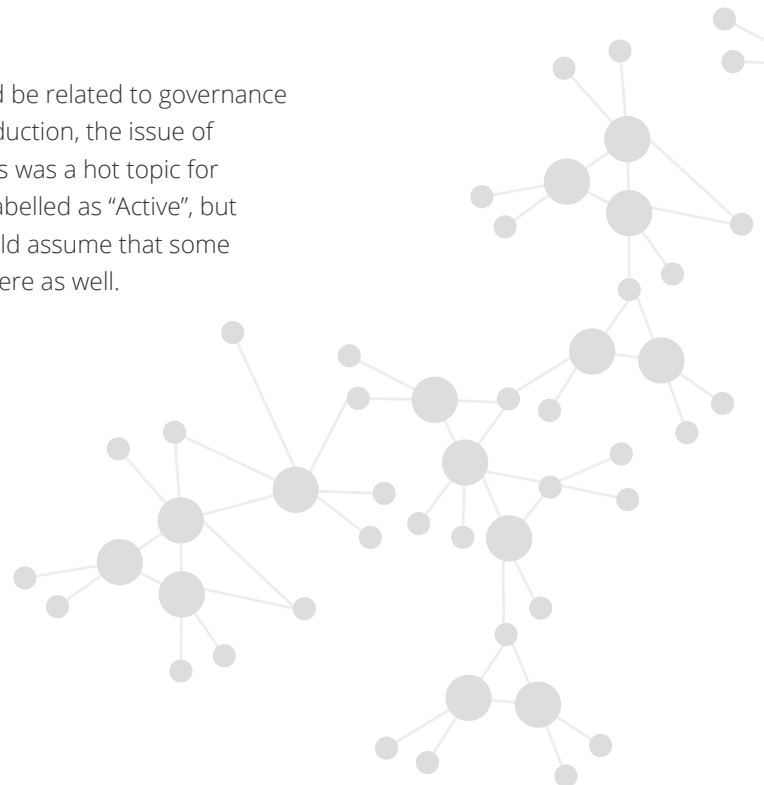 be related to governance
duction, the issue of
s was a hot topic for
abelled as “Active”, but
ld assume that some
ere as well.